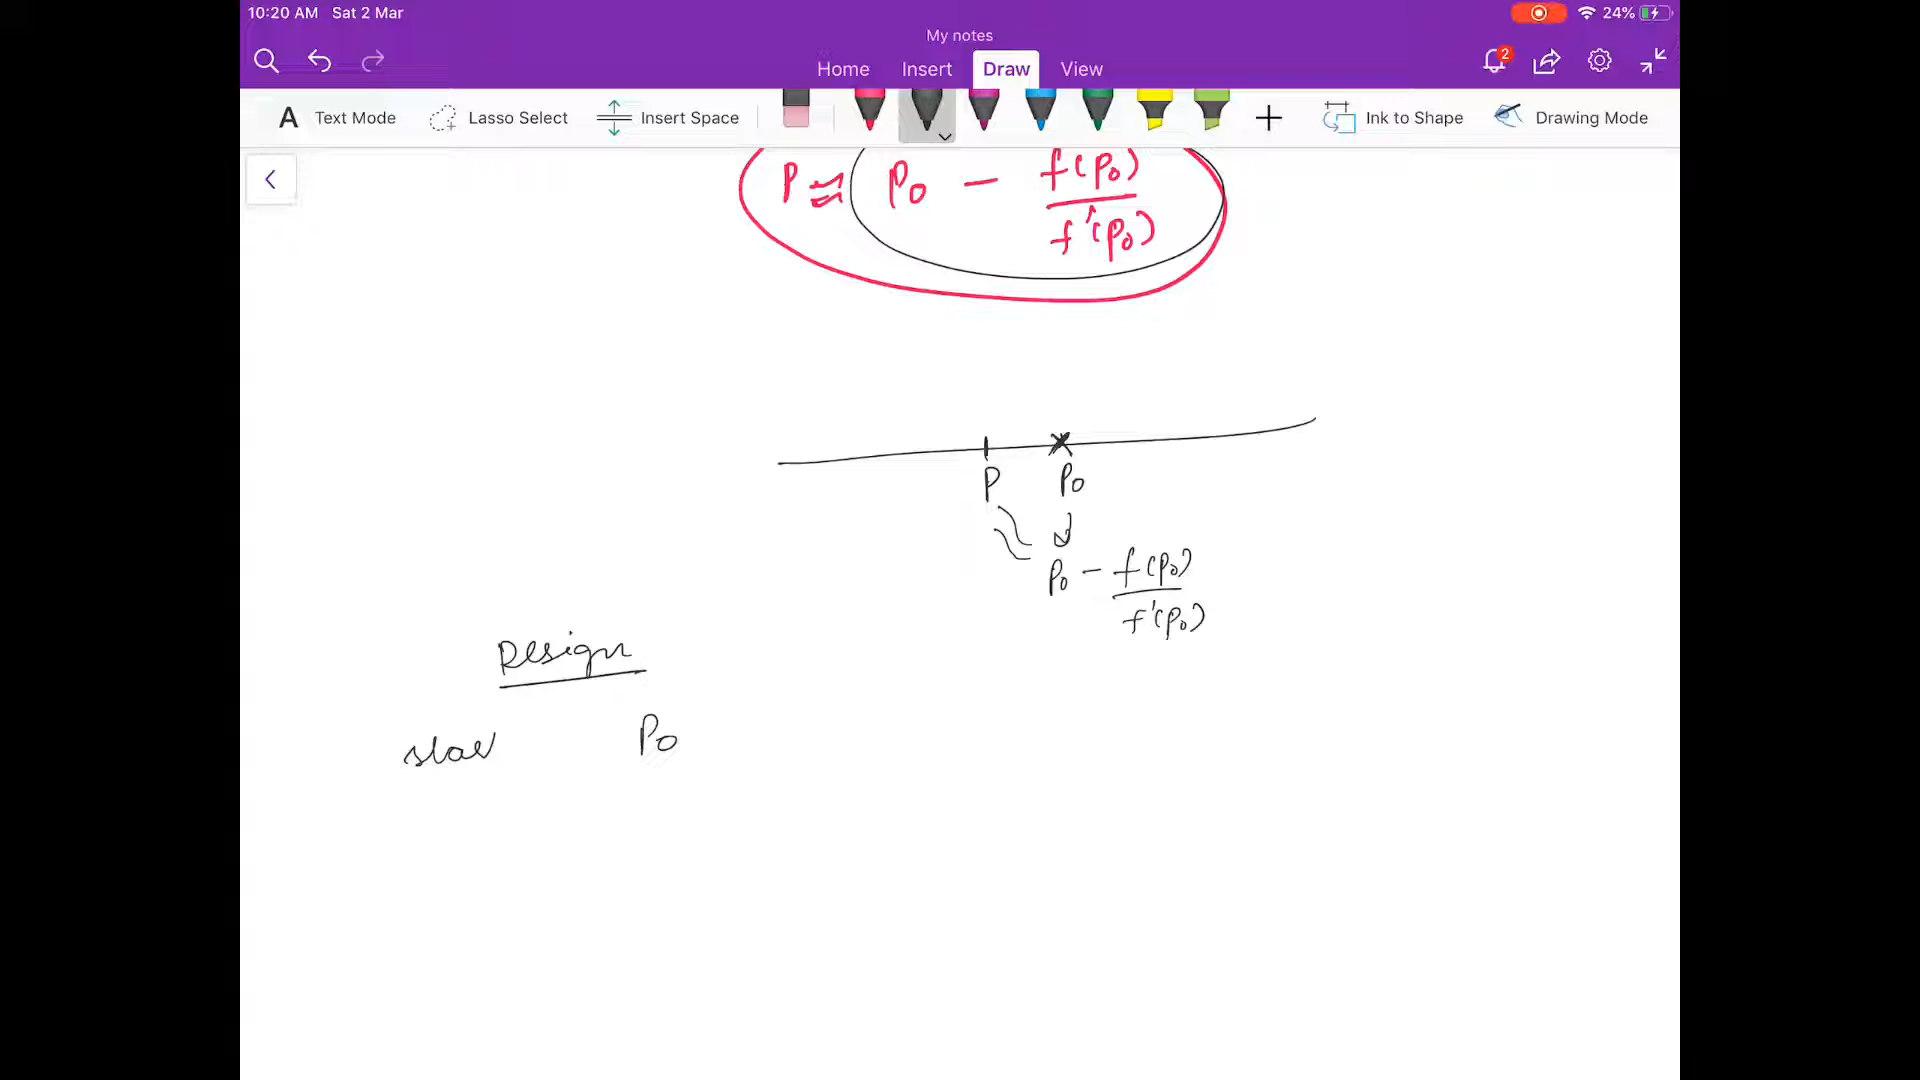 10:20 AM Sat 2 Mar
24%
My notes
2
Home Insert Draw View
A Text Mode Lasso Select Insert Space Ink to Shape Drawing Mode
P ≈ P₀ − f(P₀) / f'(P₀)
P P₀
P₀ − f(P₀) / f'(P₀)
Design
P₀